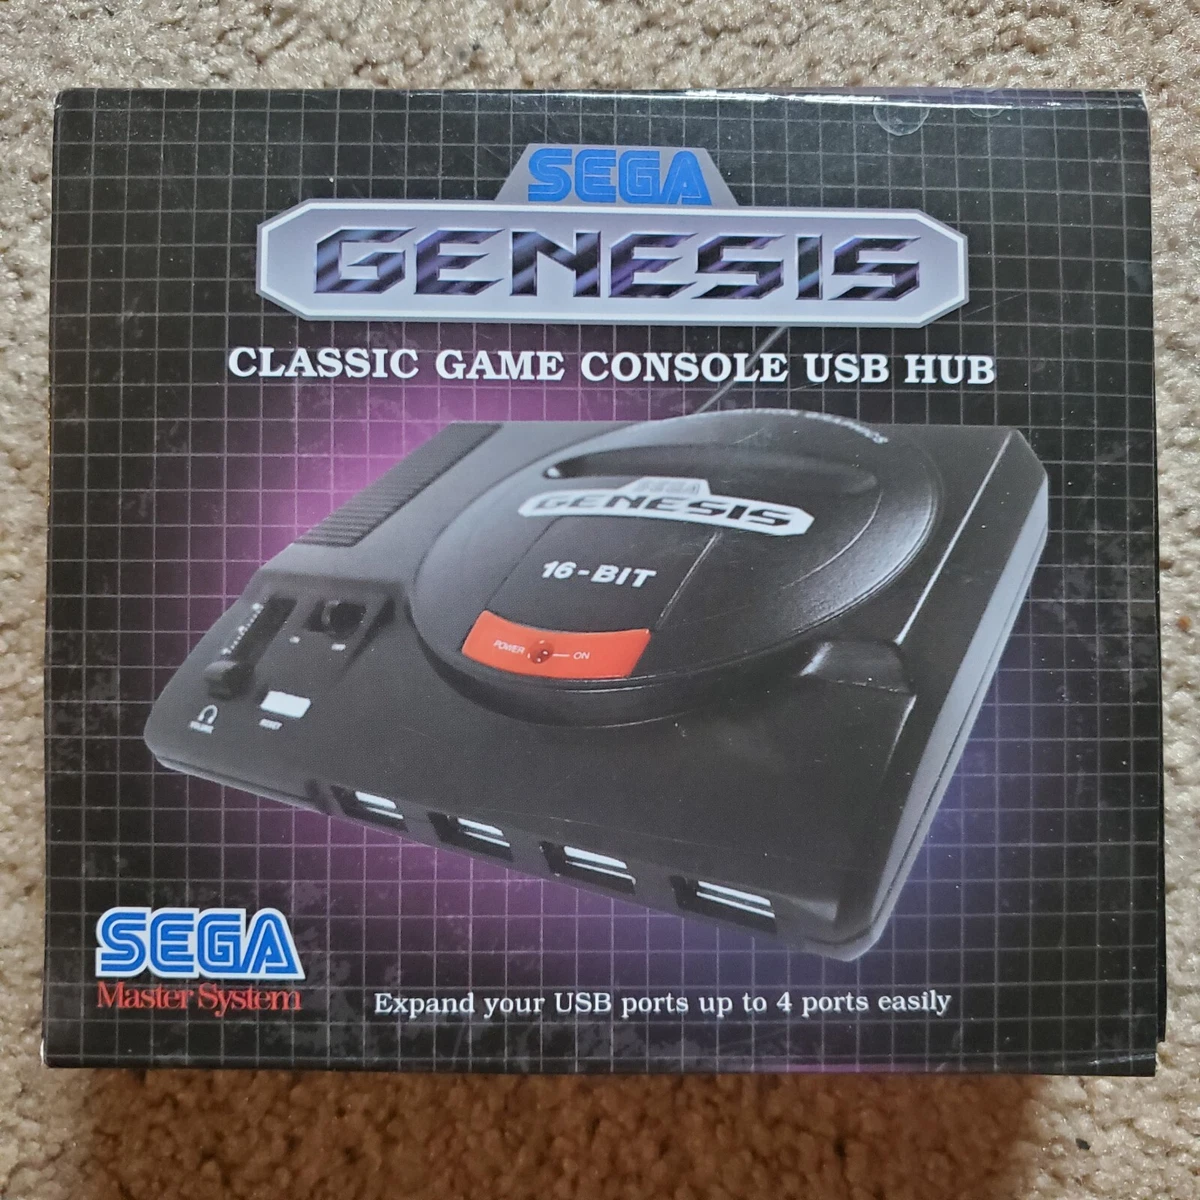 SEGA
GENESIS
CLASSIC GAME CONSOLE USB HUB
SEGA
GENESIS
16-BIT
POWER ON
SEGA
Master System
Expand your USB ports up to 4 ports easily